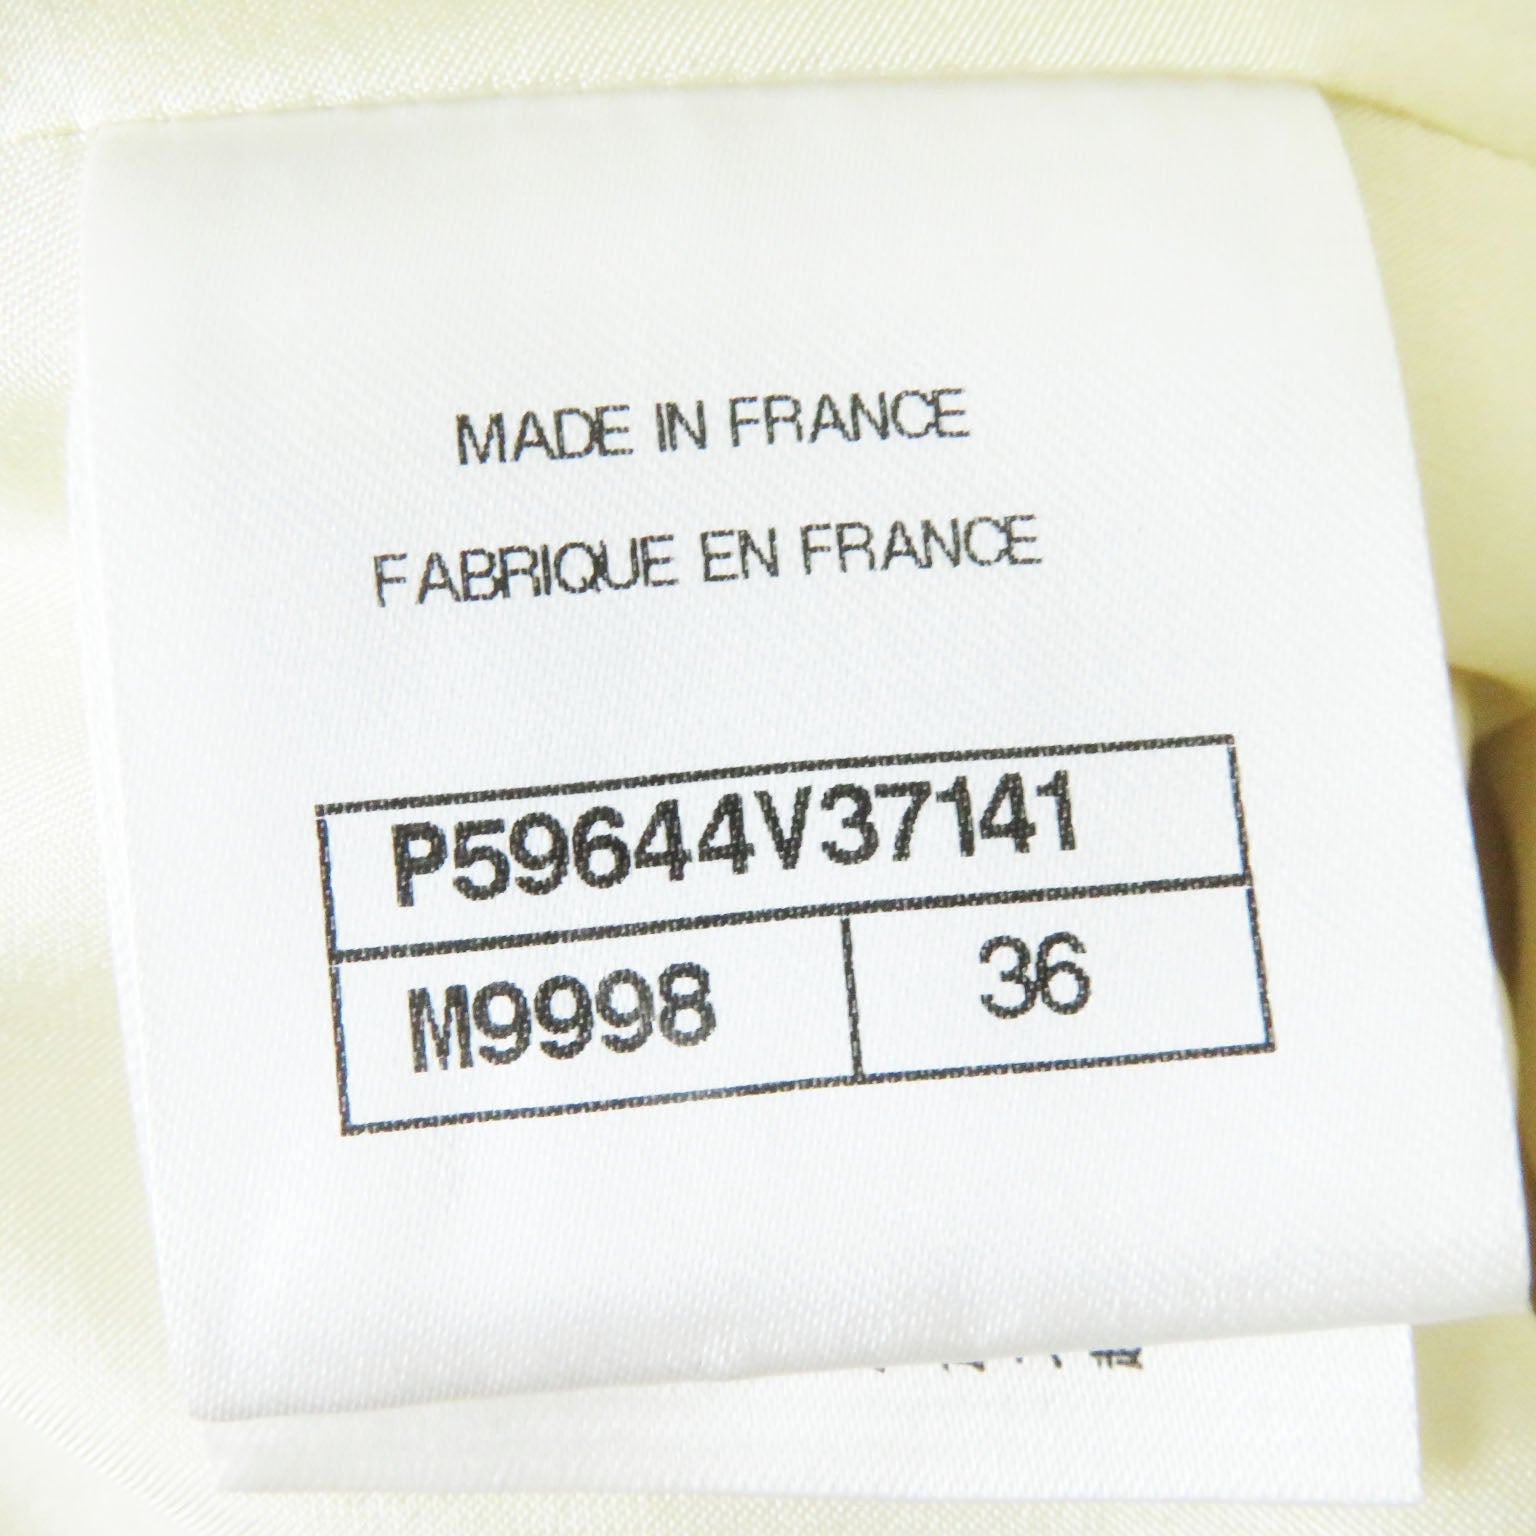 MADE IN FRANCE
FABRIQUE EN FRANCE
P59644V37141
M9998 36